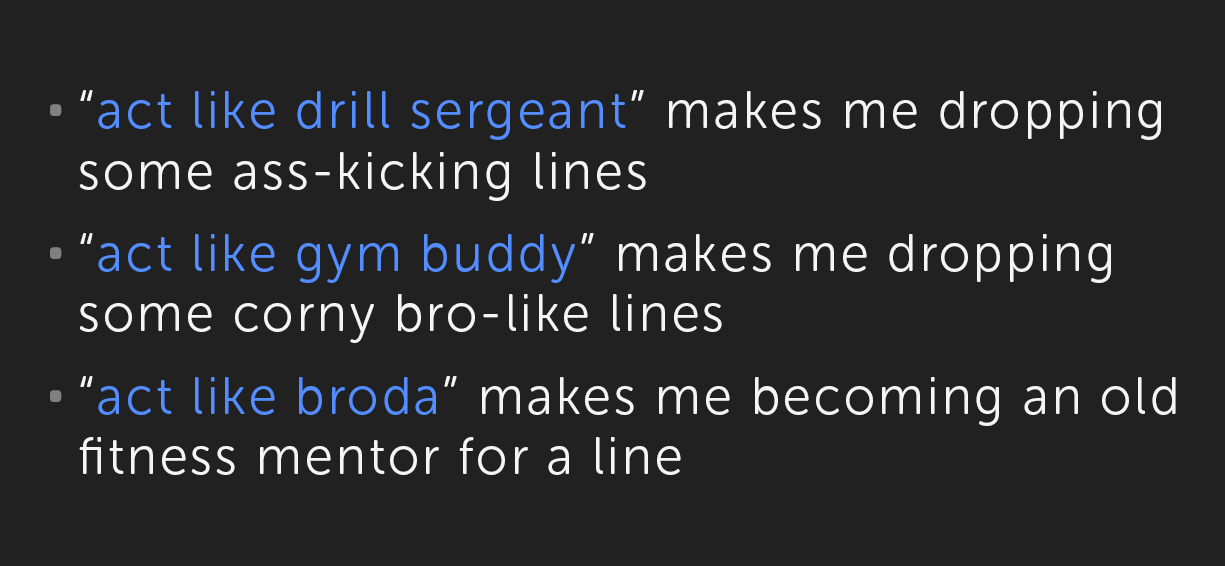 ▪ “act like drill sergeant” makes me dropping
some ass-kicking lines
▪ “act like gym buddy” makes me dropping
some corny bro-like lines
▪ “act like broda” makes me becoming an old
fitness mentor for a line